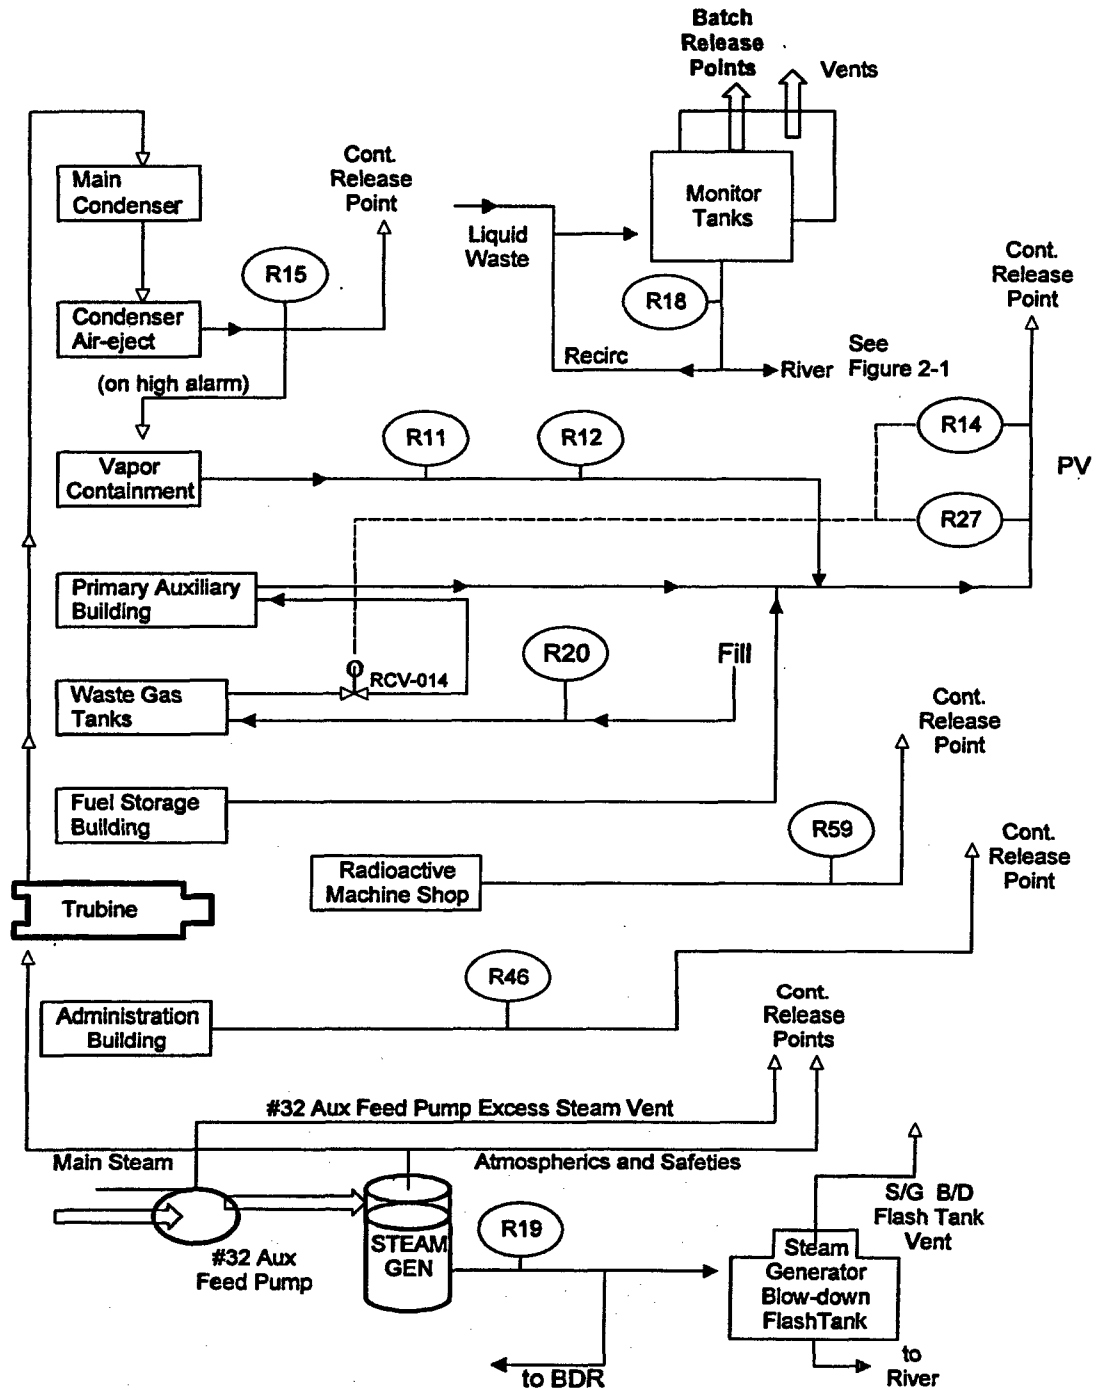 Batch
Release
Points
Vents
Main
Condenser
Cont.
Release
Point
Liquid
Waste
Monitor
Tanks
R15
R18
Cont.
Release
Point
Condenser
Air-eject
(on high alarm)
Recirc
River
See
Figure 2-1
R11
R12
R14
PV
Vapor
Containment
R27
Primary Auxiliary
Building
R20
Fill
RCV-014
Waste Gas
Tanks
Cont.
Release
Point
Fuel Storage
Building
R59
Cont.
Release
Point
Radioactive
Machine Shop
Trubine
R46
Administration
Building
Cont.
Release
Points
#32 Aux Feed Pump Excess Steam Vent
Main Steam
Atmospherics and Safeties
S/G B/D
Flash Tank
Vent
#32 Aux
Feed Pump
STEAM
GEN
R19
Steam
Generator
Blow-down
FlashTank
to BDR
to
River